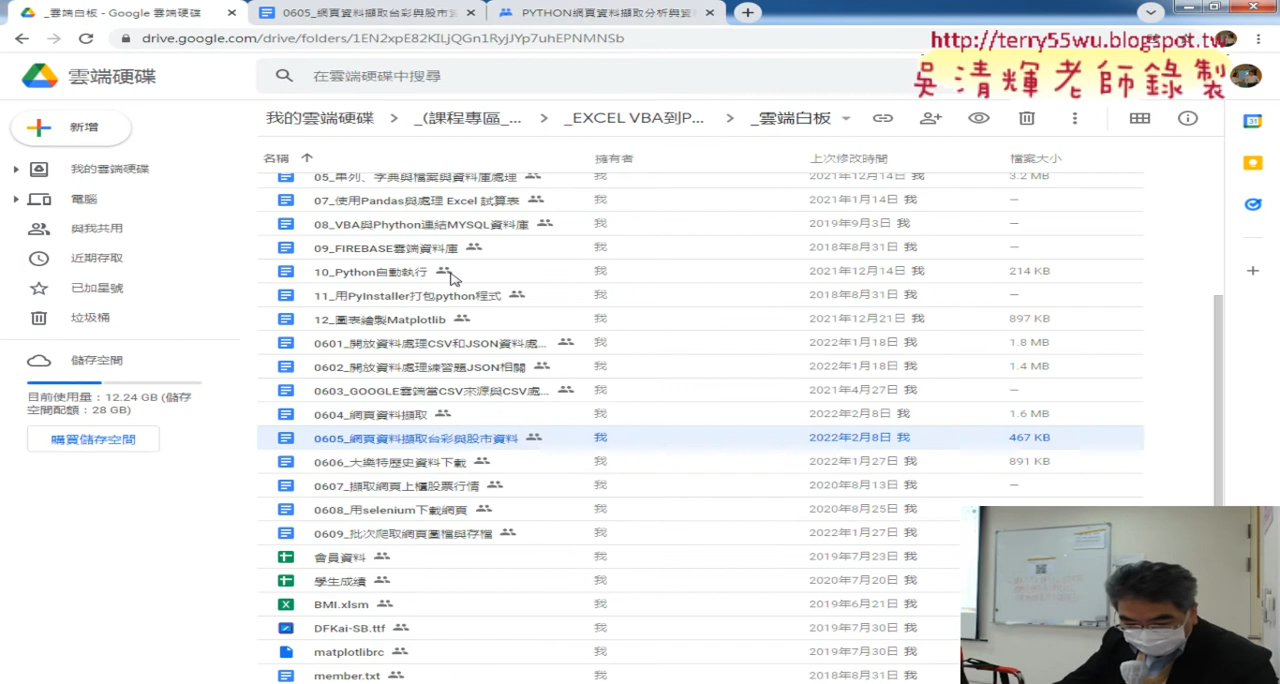 _雲端白板 - Google 雲端硬碟
0605_網頁資料擷取台彩與股市資
PYTHON網頁資料擷取分析與資
drive.google.com/drive/folders/1EN2xpE82KILjQGn1RyjJYp7uhEPNMNSb
http://terry55wu.blogspot.tw
吳清輝老師錄製
雲端硬碟
在雲端硬碟中搜尋
新增
我的雲端硬碟 > _(課程專區_... > _EXCEL VBA到P... > _雲端白板
名稱 擁有者 上次修改時間 檔案大小
我的雲端硬碟
電腦
與我共用
近期存取
已加星號
垃圾桶
儲存空間
目前使用量：12.24 GB (儲存
空間配額：28 GB)
購買儲存空間
05_串列、字典與檔案與資料庫處理 我 2021年12月14日 我 3.2 MB
07_使用Pandas與處理 Excel 試算表 我 2021年1月14日 我 —
08_VBA與Phython連結MYSQL資料庫 我 2019年9月3日 我 —
09_FIREBASE雲端資料庫 我 2018年8月31日 我 —
10_Python自動執行 我 2021年12月14日 我 214 KB
11_用PyInstaller打包python程式 我 2018年8月31日 我 —
12_圖表繪製Matplotlib 我 2021年12月21日 我 897 KB
0601_開放資料處理CSV和JSON資料處... 我 2022年1月18日 我 1.8 MB
0602_開放資料處理練習題JSON相關 我 2022年1月18日 我 1.4 MB
0603_GOOGLE雲端當CSV來源與CSV處... 我 2021年4月27日 我 —
0604_網頁資料擷取 我 2022年2月8日 我 1.6 MB
0605_網頁資料擷取台彩與股市資料 我 2022年2月8日 我 467 KB
0606_大樂特歷史資料下載 我 2022年1月27日 我 891 KB
0607_擷取網頁上櫃股票行情 我 2020年8月13日 我 —
0608_用selenium下載網頁 我 2020年8月25日 我
0609_批次爬取網頁圖檔與存檔 我 2022年1月27日 我
會員資料 我 2019年7月23日 我
學生成績 我 2020年7月20日 我
BMI.xlsm 我 2019年6月21日 我
DFKai-SB.ttf 我 2019年7月30日 我
matplotlibrc 我 2019年7月30日 我
member.txt 我 2018年8月31日 我